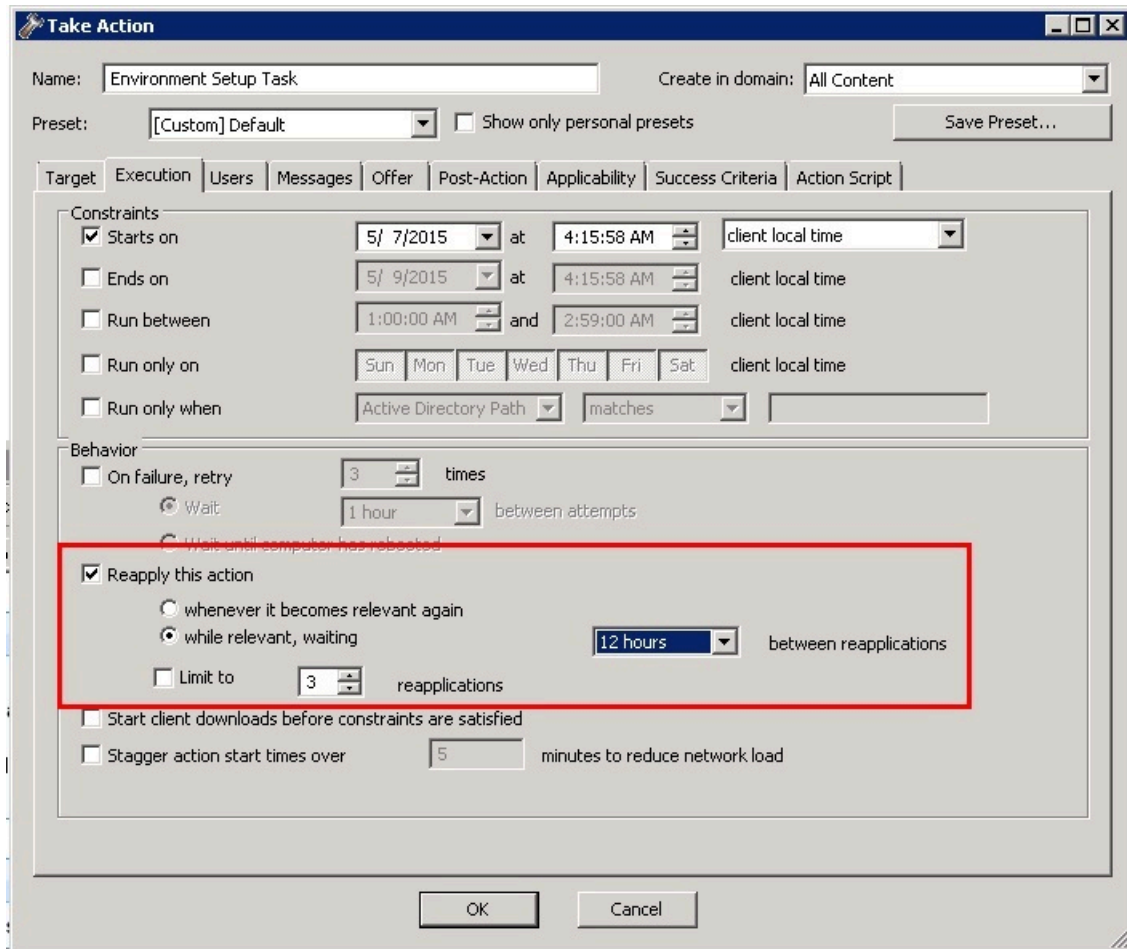 Take Action
Name: Environment Setup Task Create in domain: All Content
Preset: [Custom] Default Show only personal presets Save Preset...
Target Execution Users Messages Offer Post-Action Applicability Success Criteria Action Script
Constraints
Starts on 5/ 7/2015 at 4:15:58 AM client local time
Ends on 5/ 9/2015 at 4:15:58 AM client local time
Run between 1:00:00 AM and 2:59:00 AM client local time
Run only on Sun Mon Tue Wed Thu Fri Sat client local time
Run only when Active Directory Path matches
Behavior
On failure, retry 3 times
Wait 1 hour between attempts
Wait until computer has rebooted
Reapply this action
whenever it becomes relevant again
while relevant, waiting 12 hours between reapplications
Limit to 3 reapplications
Start client downloads before constraints are satisfied
Stagger action start times over 5 minutes to reduce network load
OK Cancel